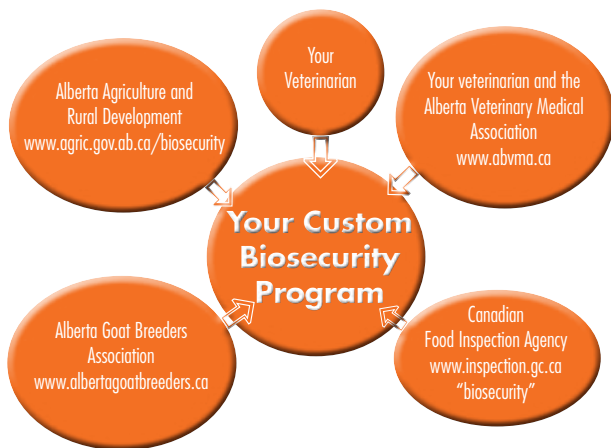 Your
Veterinarian
Alberta Agriculture and
Rural Development
www.agric.gov.ab.ca/biosecurity
Your veterinarian and the
Alberta Veterinary Medical
Association
www.abvma.ca
Your Custom
Biosecurity
Program
Alberta Goat Breeders
Association
www.albertagoatbreeders.ca
Canadian
Food Inspection Agency
www.inspection.gc.ca
“biosecurity”